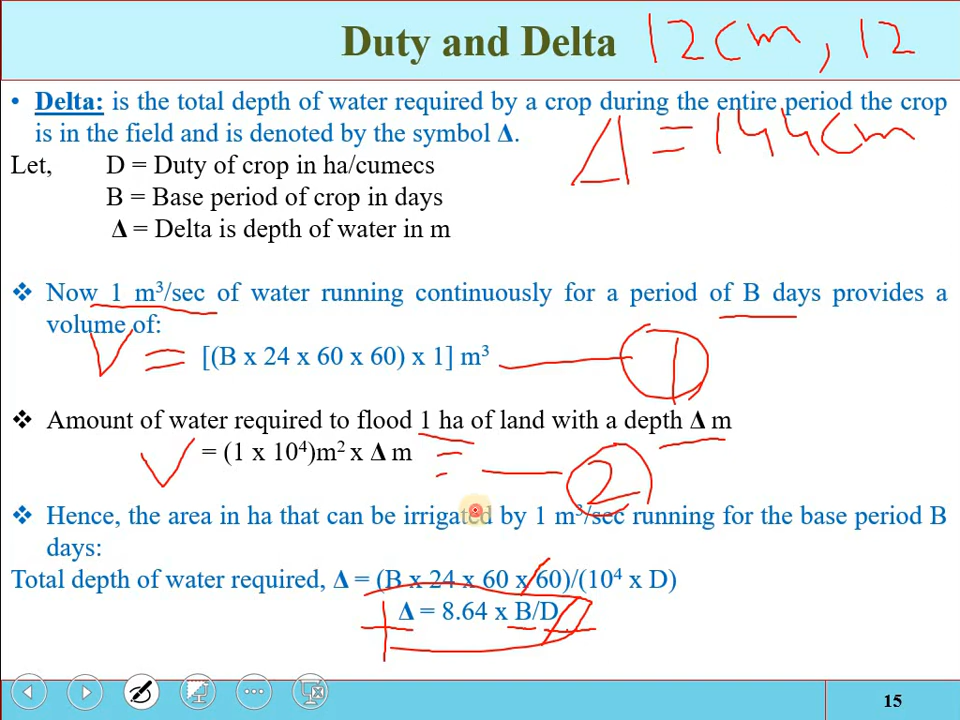 Duty and Delta 12cm, 12
• Delta: is the total depth of water required by a crop during the entire period the crop
is in the field and is denoted by the symbol Δ.
Δ = 144cm
Let, D = Duty of crop in ha/cumecs
B = Base period of crop in days
Δ = Delta is depth of water in m
❖ Now 1 m³/sec of water running continuously for a period of B days provides a
volume of:
V = [(B x 24 x 60 x 60) x 1] m³ 1
❖ Amount of water required to flood 1 ha of land with a depth Δ m
V = (1 x 10⁴)m² x Δ m = 2
❖ Hence, the area in ha that can be irrigated by 1 m³/sec running for the base period B
days:
Total depth of water required, Δ = (B x 24 x 60 x 60)/(10⁴ x D)
Δ = 8.64 x B/D
15